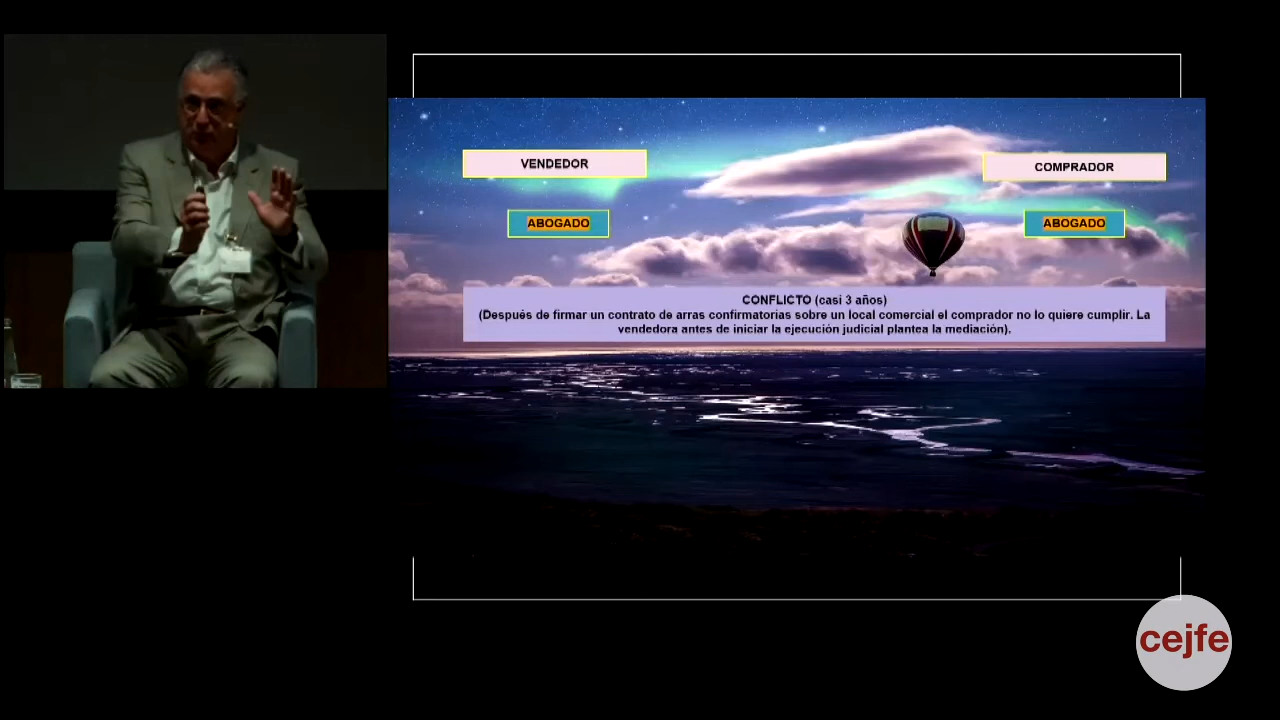 VENDEDOR
COMPRADOR
ABOGADO
ABOGADO
CONFLICTO (casi 3 años)
(Después de firmar un contrato de arras confirmatorias sobre un local comercial el comprador no lo quiere cumplir. La
vendedora antes de iniciar la ejecución judicial plantea la mediación).
cejfe